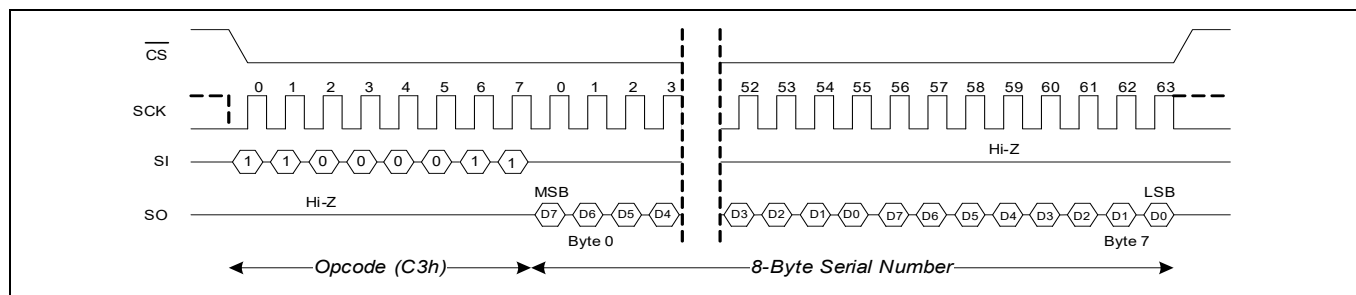 CS
0 1 2 3 4 5 6 7 0 1 2 3 52 53 54 55 56 57 58 59 60 61 62 63
SCK
Hi-Z
SI 1 1 0 0 0 0 1 1
MSB LSB
Hi-Z
SO D7 D6 D5 D4 D3 D2 D1 D0 D7 D6 D5 D4 D3 D2 D1 D0
Byte 0 Byte 7
Opcode (C3h) 8-Byte Serial Number